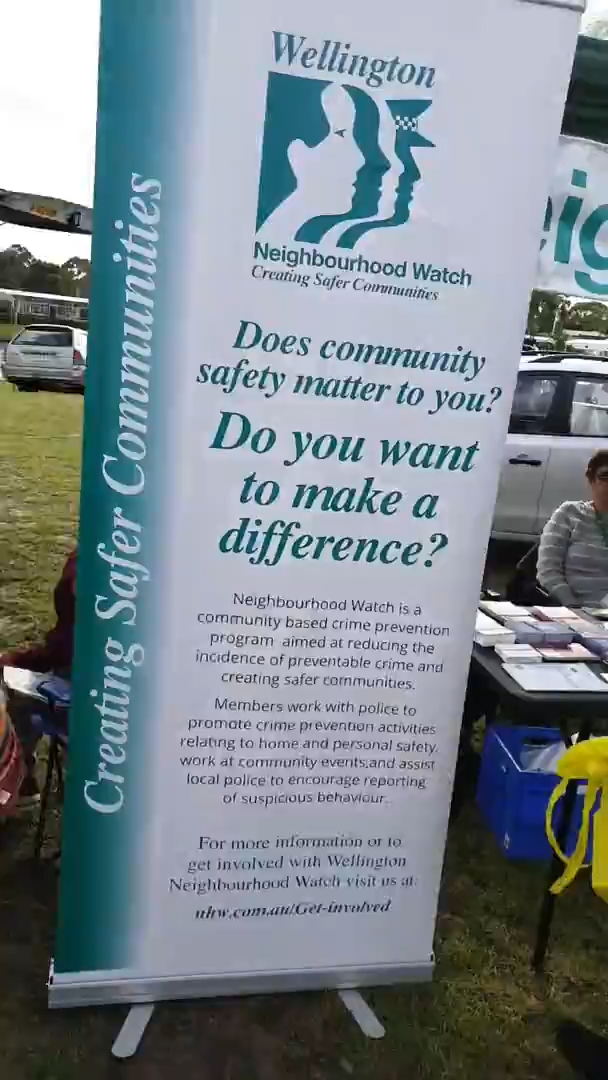 Wellington
Neighbourhood Watch
Creating Safer Communities
Creating Safer Communities
Does community
safety matter to you?
Do you want
to make a
difference?
Neighbourhood Watch is a
community based crime prevention
program aimed at reducing the
incidence of preventable crime and
creating safer communities.
Members work with police to
promote crime prevention activities
relating to home and personal safety,
work at community events,and assist
local police to encourage reporting
of suspicious behaviour.
For more information or to
get involved with Wellington
Neighbourhood Watch visit us at:
nhw.com.au/Get-involved
eig